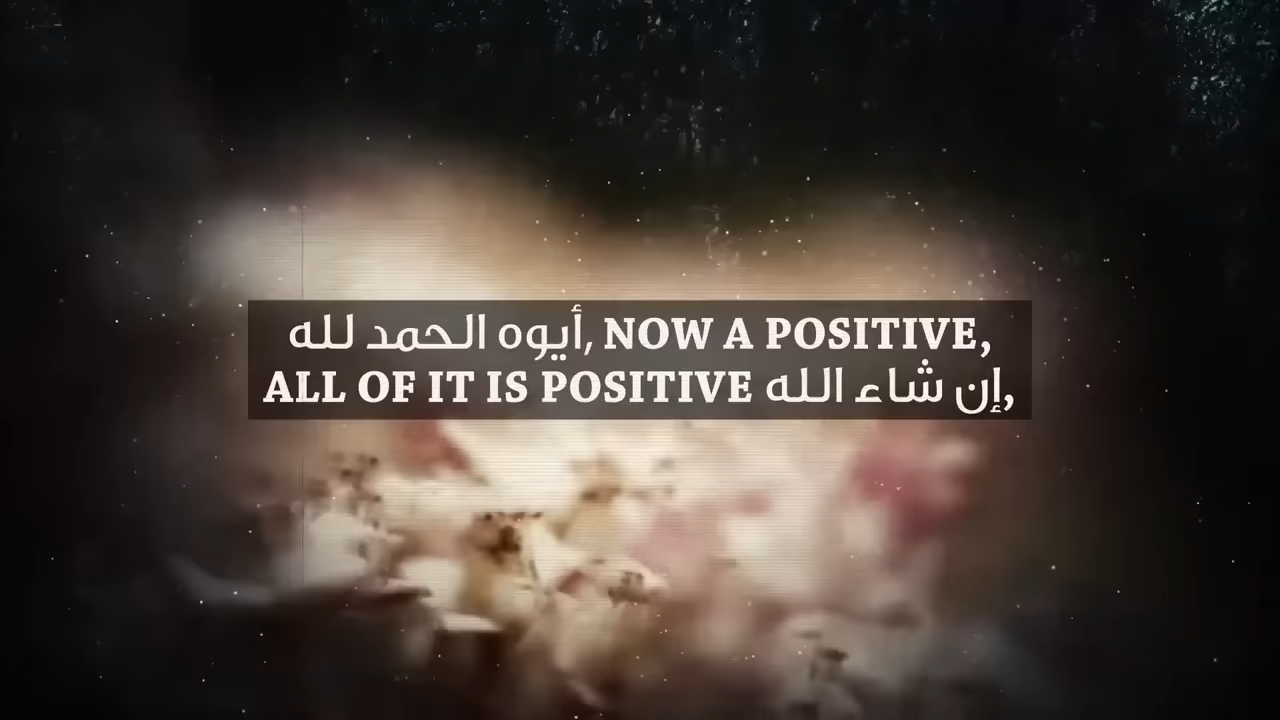 أيوه الحمد لله, NOW A POSITIVE,
ALL OF IT IS POSITIVE إن شاء الله,